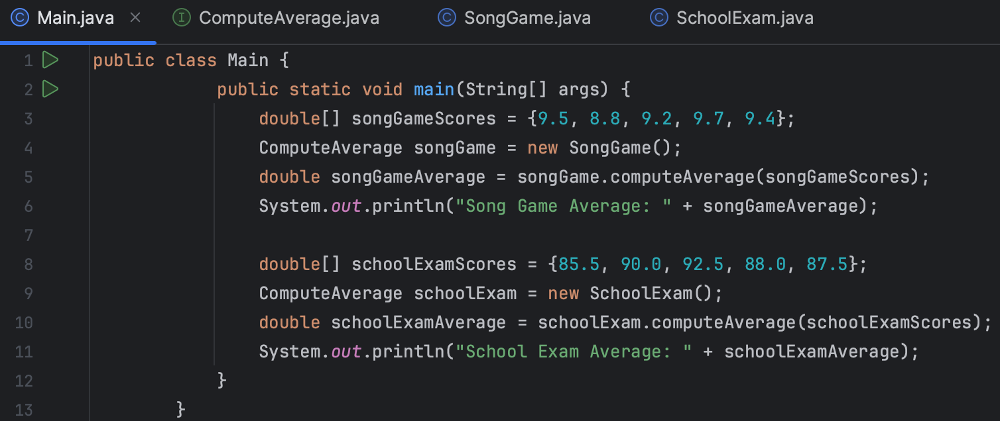 Main.java × ComputeAverage.java SongGame.java SchoolExam.java
1 public class Main {
2 public static void main(String[] args) {
3 double[] songGameScores = {9.5, 8.8, 9.2, 9.7, 9.4};
4 ComputeAverage songGame = new SongGame();
5 double songGameAverage = songGame.computeAverage(songGameScores);
6 System.out.println("Song Game Average: " + songGameAverage);
7
8 double[] schoolExamScores = {85.5, 90.0, 92.5, 88.0, 87.5};
9 ComputeAverage schoolExam = new SchoolExam();
10 double schoolExamAverage = schoolExam.computeAverage(schoolExamScores);
11 System.out.println("School Exam Average: " + schoolExamAverage);
12 }
13 }